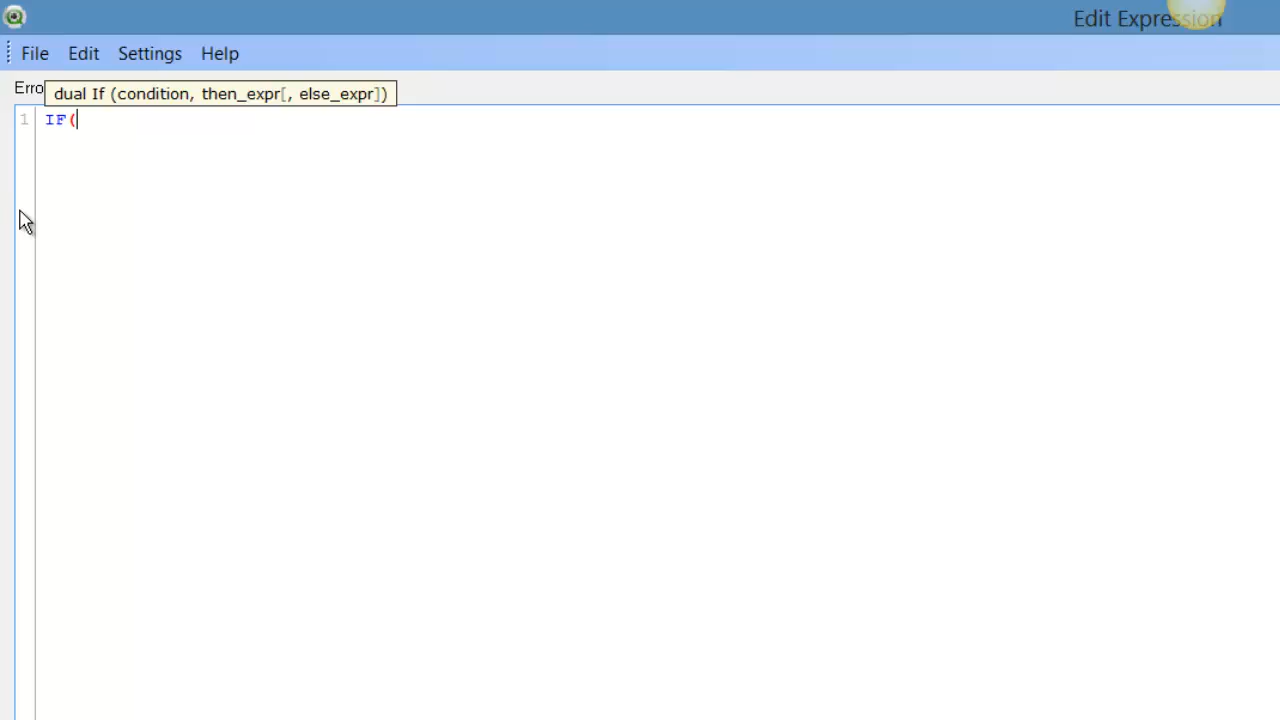 Edit Expression
File Edit Settings Help
Erro
dual If (condition, then_expr[, else_expr])
1 IF(